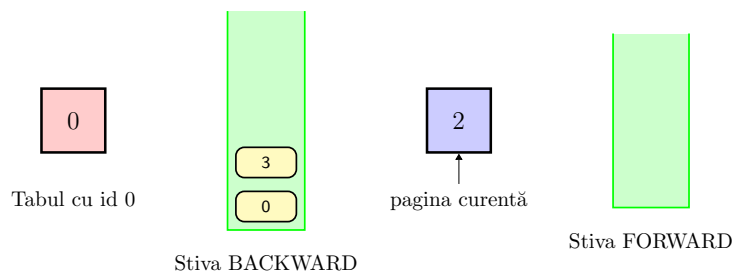 0
3
0
2
Tabul cu id 0
pagina curentă
Stiva BACKWARD
Stiva FORWARD